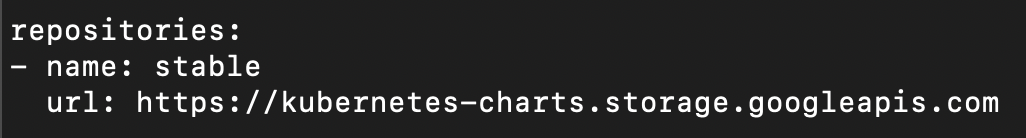 repositories:
- name: stable
  url: https://kubernetes-charts.storage.googleapis.com